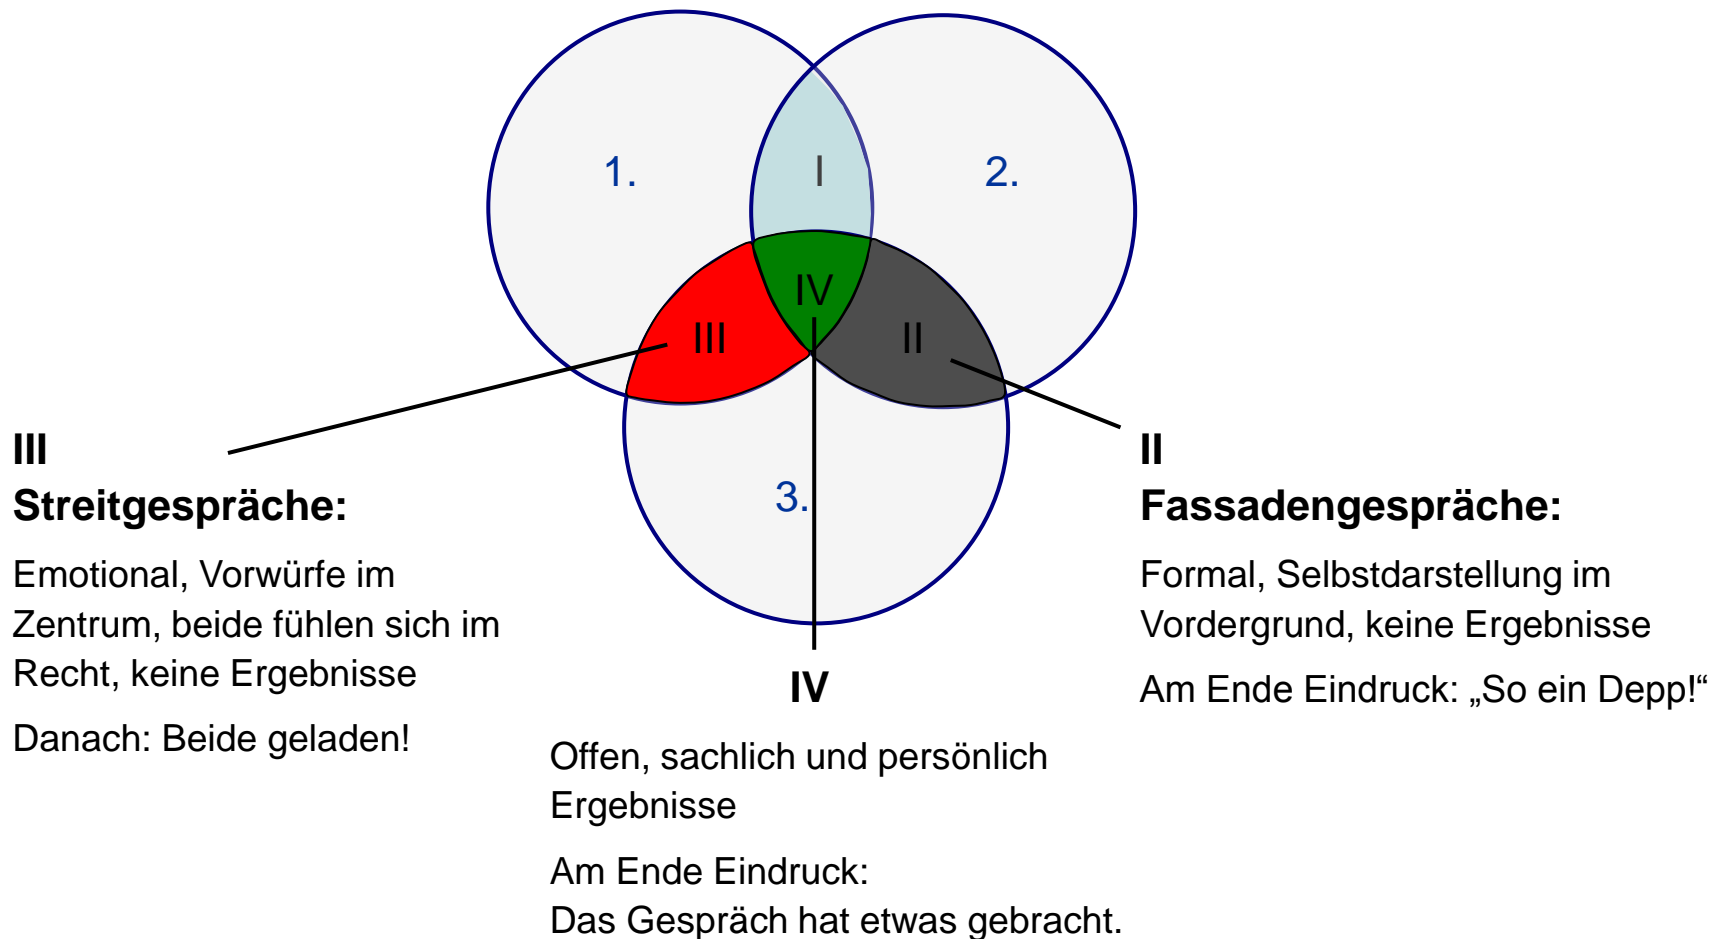 1.
I
2.
IV
III
II
3.
III
Streitgespräche:
Emotional, Vorwürfe im
Zentrum, beide fühlen sich im
Recht, keine Ergebnisse
Danach: Beide geladen!
II
Fassadengespräche:
Formal, Selbstdarstellung im
Vordergrund, keine Ergebnisse
Am Ende Eindruck: „So ein Depp!“
IV
Offen, sachlich und persönlich
Ergebnisse
Am Ende Eindruck:
Das Gespräch hat etwas gebracht.